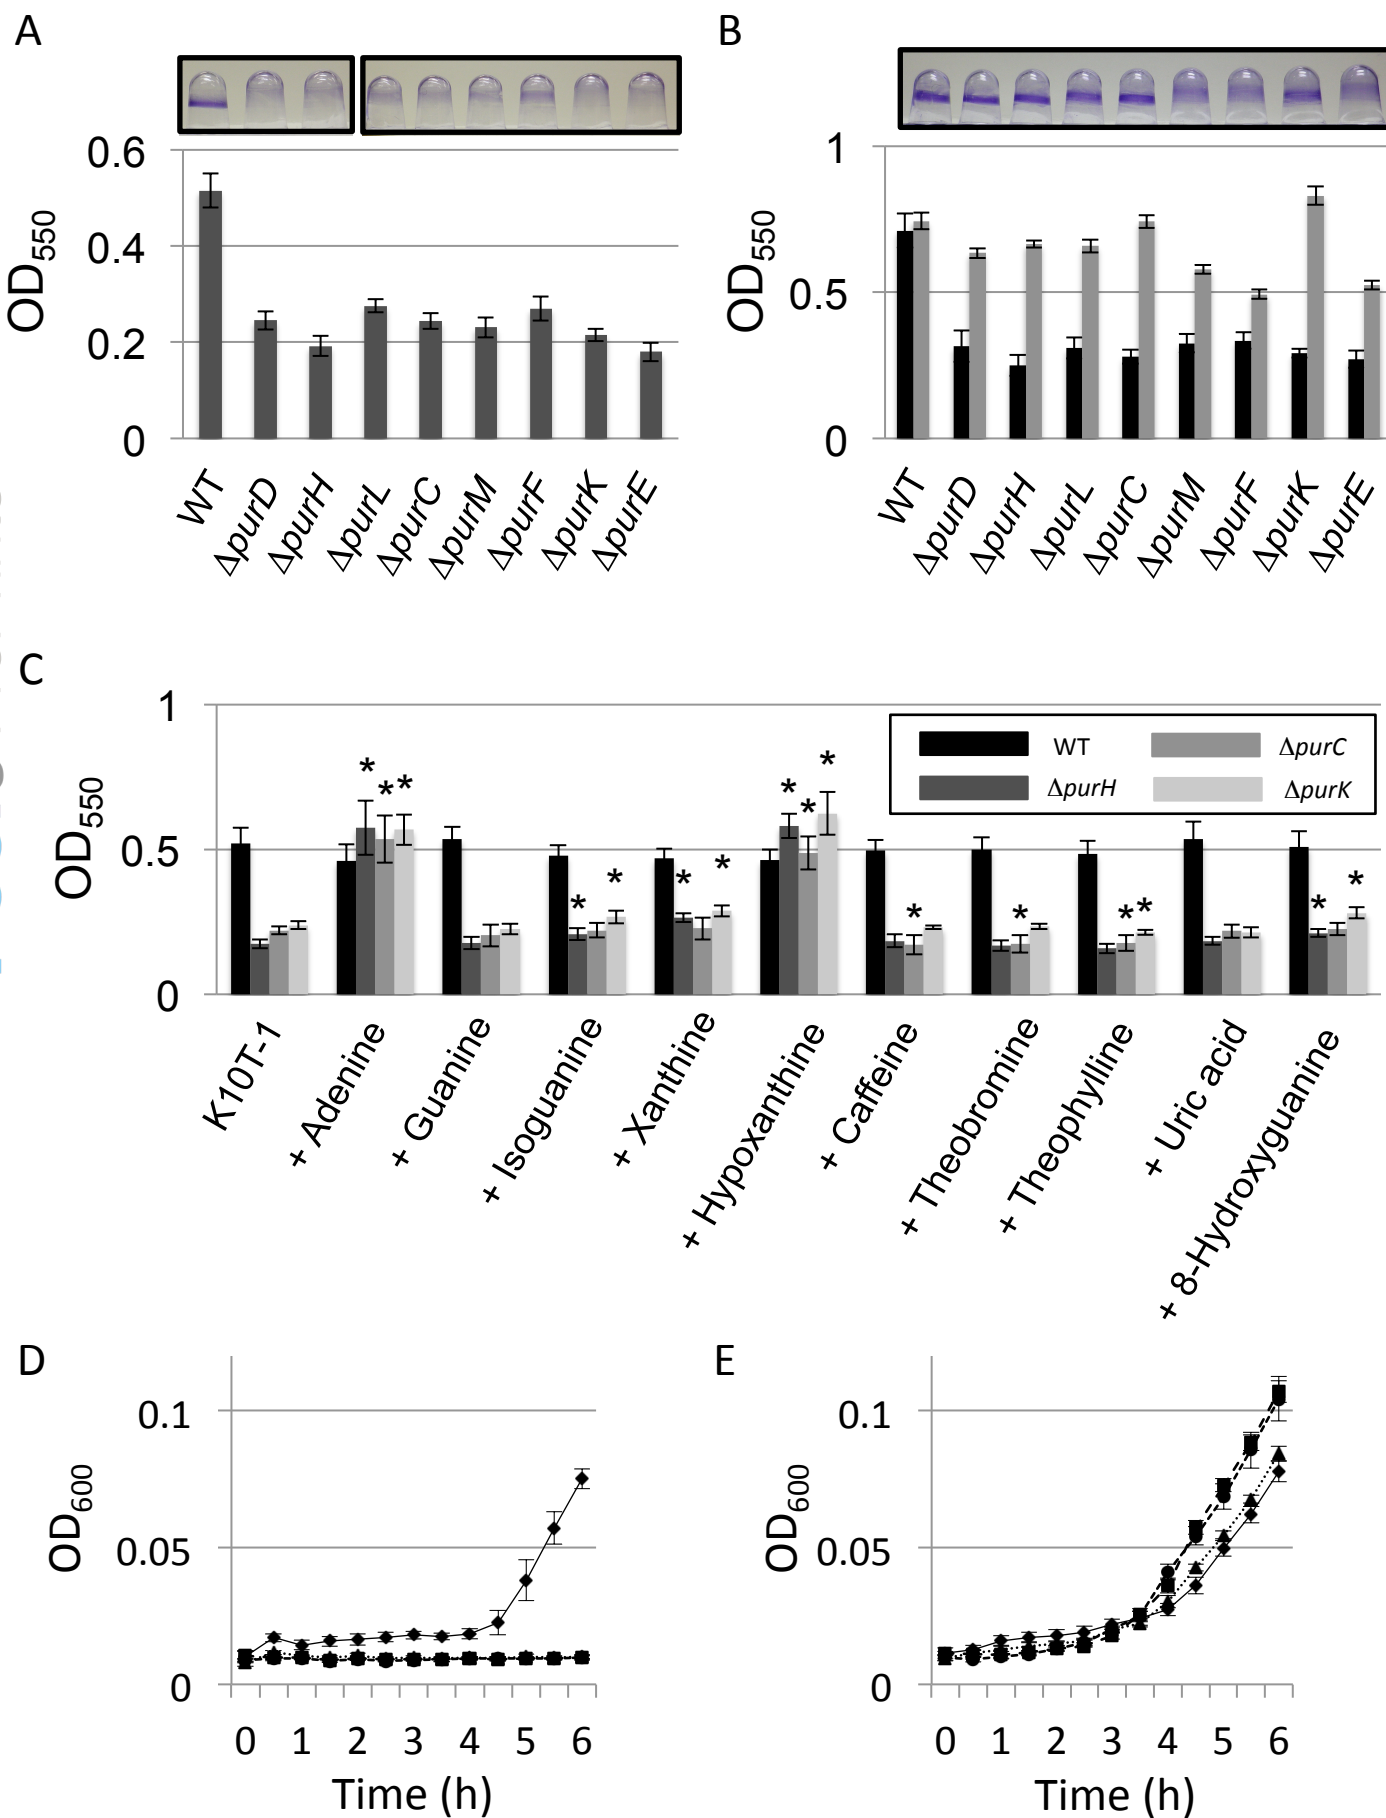 A
0.6
0.4
0.2
0
OD550
WT
ΔpurD
ΔpurH
ΔpurL
ΔpurC
ΔpurM
ΔpurF
ΔpurK
ΔpurE
B
1
0.5
0
OD550
WT
ΔpurD
ΔpurH
ΔpurL
ΔpurC
ΔpurM
ΔpurF
ΔpurK
ΔpurE
C
1
0.5
0
OD550
WT
ΔpurC
ΔpurH
ΔpurK
* * *
* *
* *
* * *
*
*
* *
* *
K10T-1
+ Adenine
+ Guanine
+ Isoguanine
+ Xanthine
+ Hypoxanthine
+ Caffeine
+ Theobromine
+ Theophylline
+ Uric acid
+ 8-Hydroxyguanine
D
0.1
0.05
0
OD600
0 1 2 3 4 5 6
Time (h)
E
0.1
0.05
0
OD600
0 1 2 3 4 5 6
Time (h)